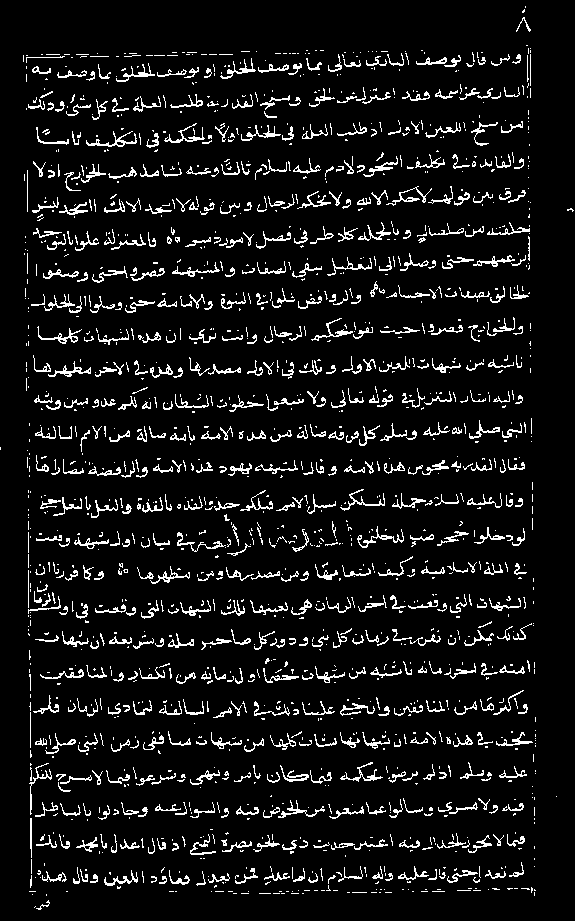 ٨
ومن قال يوصف الباري تعالى بما يوصف الخلق او يوصف الخلق بما وصف به
الباري عز اسمه فقد اعتزل عن الحق وسنخ القدرية طلب العلة في كل شئ وذلك
من سنخ اللعين الاول اذ طلب العلة في الخلق اولا والحكمة في التكليف ثانيا
والفايدة في تكليف السجود لادم عليه السلام ثالثا وعنه نشا مذهب الخوارج اذ لا
فرق بين قولهم لا حكم الا لله ولا يحكم الرجال وبين قوله لا اسجد الا لك ااسجد لبشر
خلقته من صلصال وبالجملة كلا طرفي فصل الامور ذميم والمعتزلة غلوا بالتوحيد
بزعمهم حتى وصلوا الى التعطيل بنفي الصفات والمشبهة قصروا حتى وصفوا
الخالق بصفات الاجسام والروافض غلوا في النبوة والامامة حتى وصلوا الى الحلول
والخوارج قصروا حيث نفوا تحكيم الرجال وانت ترى ان هذه الشبهات كلها
ناشية من شبهات اللعين الاول وتلك في الاول مصدرها وهذه في الاخر مظهرها
واليه اشار التنزيل في قوله تعالى ولا تتبعوا خطوات الشيطان انه لكم عدو مبين وشبه
النبي صلى الله عليه وسلم كل فرقة ضالة من هذه الامة بامة ضالة من الامم السالفة
فقال القدرية مجوس هذه الامة وقال المشبهة يهود هذه الامة والرافضة نصاراها
وقال عليه السلام جملة لتسلكن سبل الامم قبلكم حذو القذة بالقذة والنعل بالنعل حتى
لو دخلوا جحر ضب لدخلتموه المقدمة الرابعة في بيان اول شبهة وقعت
في الملة الاسلامية وكيف انشعابها ومن مصدرها ومن مظهرها وكما قررنا ان
الشبهات التي وقعت في اخر الزمان هي بعينها تلك الشبهات التي وقعت في اول الزمان
كذلك يمكن ان نقرر في زمان كل نبي ودور كل صاحب ملة وشريعة ان شبهات
امته في اخر زمانه ناشية من شبهات خصماء اول زمانه من الكفار والمنافقين
واكثرها من المنافقين وان خفي علينا ذلك في الامم السالفة لتمادي الزمان فلم
يخف في هذه الامة ان شبهاتها نشات كلها من شبهات منافقي زمن النبي صلى الله
عليه وسلم اذ لم يرضوا بحكمه فيما كان يامر وينهى وشرعوا فيما لا مسرح للفكر
فيه ولا مسرى وسالوا عما منعوا من الخوض فيه والسوال عنه وجادلوا بالباطل
فيما لا يجوز الجدال فيه اعتبر حديث ذي الخويصرة التميمي اذ قال اعدل يا محمد فانك
لم تعدل حتى قال عليه واله السلام ان لم اعدل فمن يعدل فعاود اللعين وقال هذه